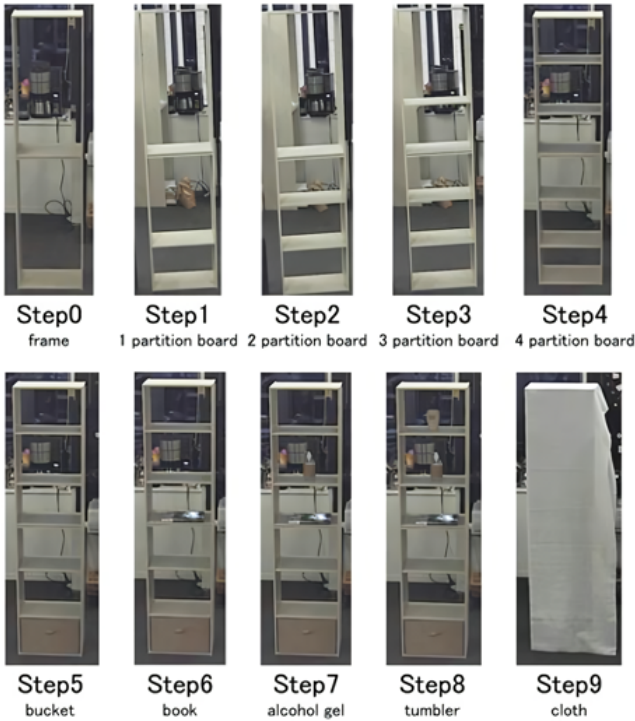 Step0
frame
Step1
1 partition board
Step2
2 partition board
Step3
3 partition board
Step4
4 partition board
Step5
bucket
Step6
book
Step7
alcohol gel
Step8
tumbler
Step9
cloth